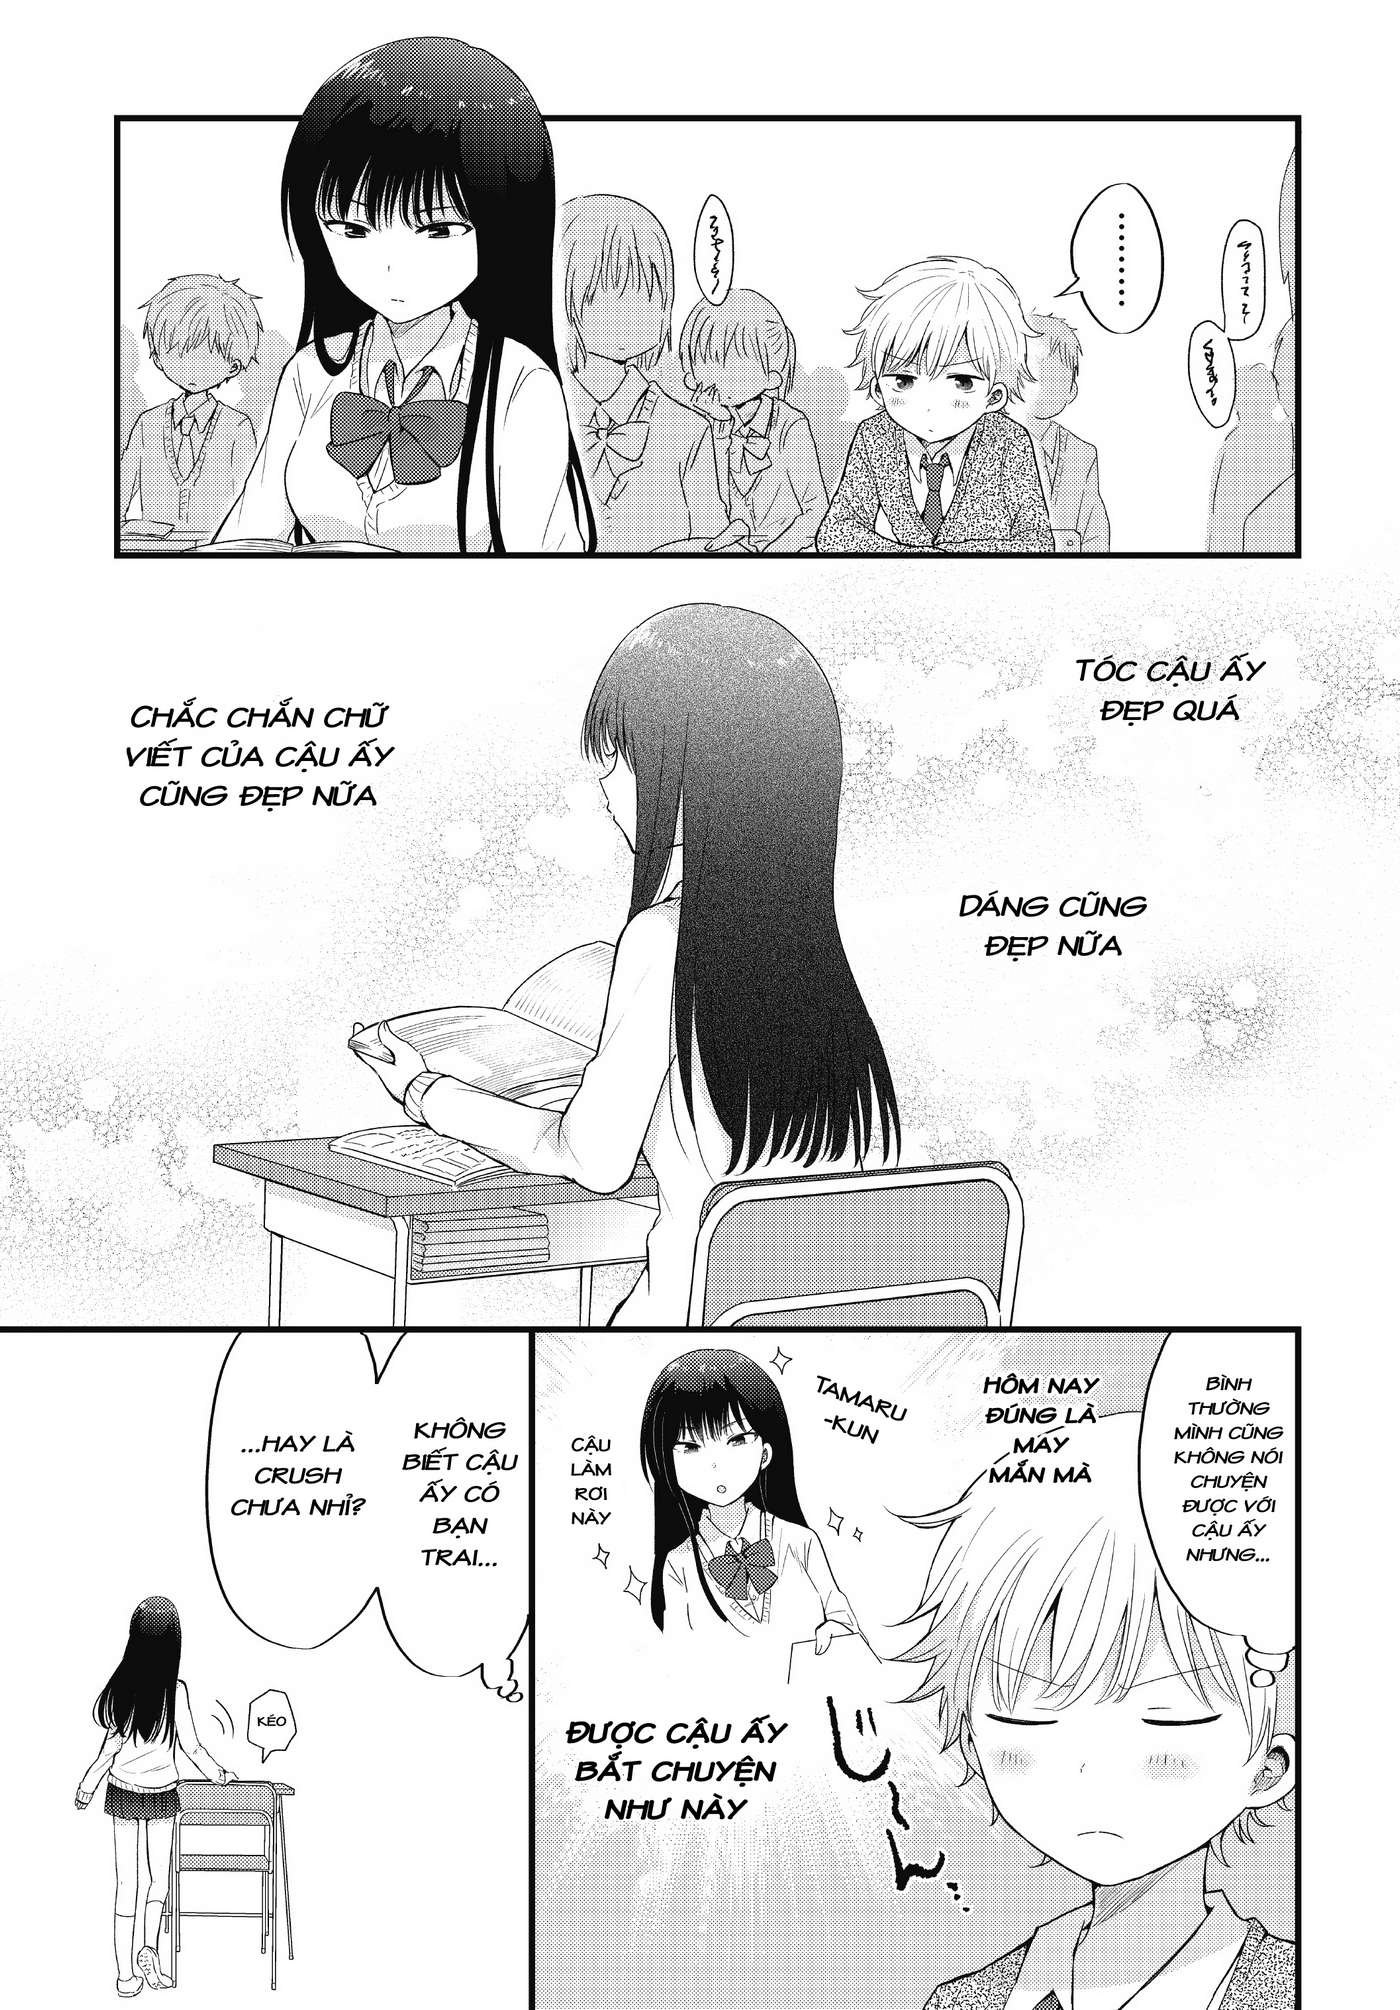 .........
TÓC CẬU ẤY
ĐẸP QUÁ
DÁNG CŨNG
ĐẸP NỮA
CHẮC CHẮN CHỮ
VIẾT CỦA CẬU ẤY
CŨNG ĐẸP NỮA
BÌNH
THƯỜNG
MÌNH CŨNG
KHÔNG NÓI
CHUYỆN
ĐƯỢC VỚI
CẬU ẤY
NHƯNG...
HÔM NAY
ĐÚNG LÀ
MAY
MẮN MÀ
TAMARU
-KUN
CẬU
LÀM
RƠI
NÀY
ĐƯỢC CẬU ẤY
BẮT CHUYỆN
NHƯ NÀY
じーん...
KHÔNG
BIẾT CẬU
ẤY CÓ
BẠN
TRAI...
...HAY LÀ
CRUSH
CHƯA NHỈ?
KÉO